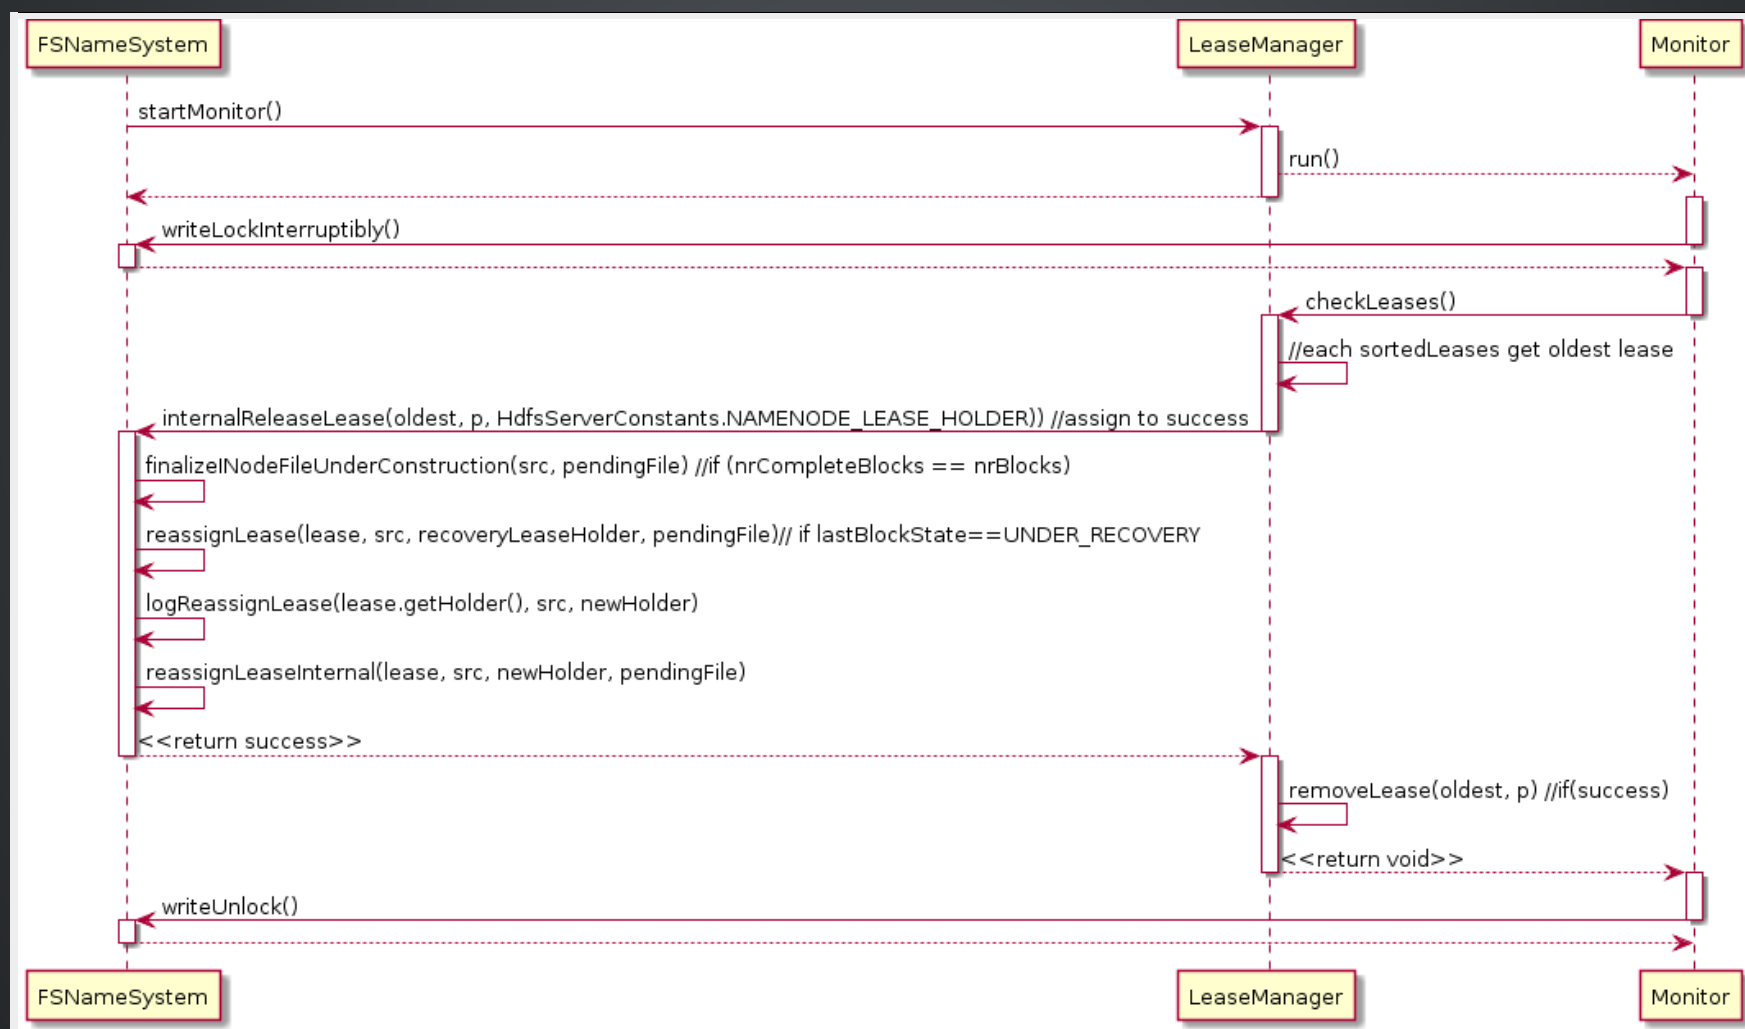 FSNameSystem LeaseManager Monitor
startMonitor()
run()
writeLockInterruptibly()
checkLeases()
//each sortedLeases get oldest lease
internalReleaseLease(oldest, p, HdfsServerConstants.NAMENODE_LEASE_HOLDER)) //assign to success
finalizeINodeFileUnderConstruction(src, pendingFile) //if (nrCompleteBlocks == nrBlocks)
reassignLease(lease, src, recoveryLeaseHolder, pendingFile)// if lastBlockState==UNDER_RECOVERY
logReassignLease(lease.getHolder(), src, newHolder)
reassignLeaseInternal(lease, src, newHolder, pendingFile)
<<return success>>
removeLease(oldest, p) //if(success)
<<return void>>
writeUnlock()
FSNameSystem LeaseManager Monitor